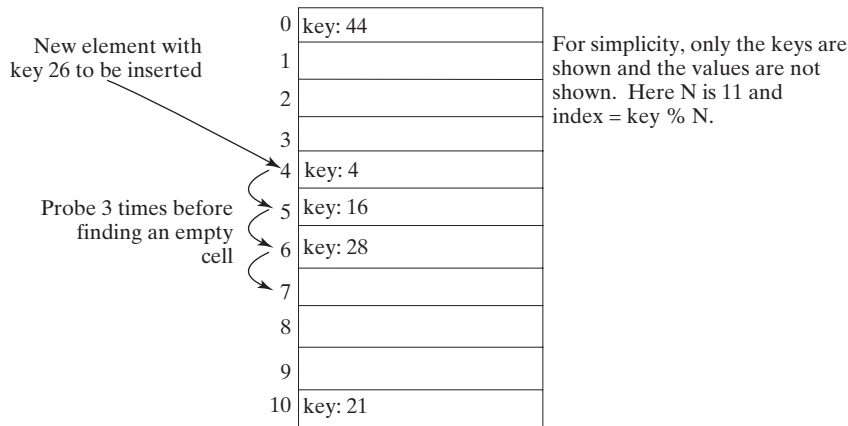 New element with
key 26 to be inserted
0 key: 44
1
2
3
4 key: 4
5 key: 16
6 key: 28
7
8
9
10 key: 21
Probe 3 times before
finding an empty
cell
For simplicity, only the keys are
shown and the values are not
shown. Here N is 11 and
index = key % N.